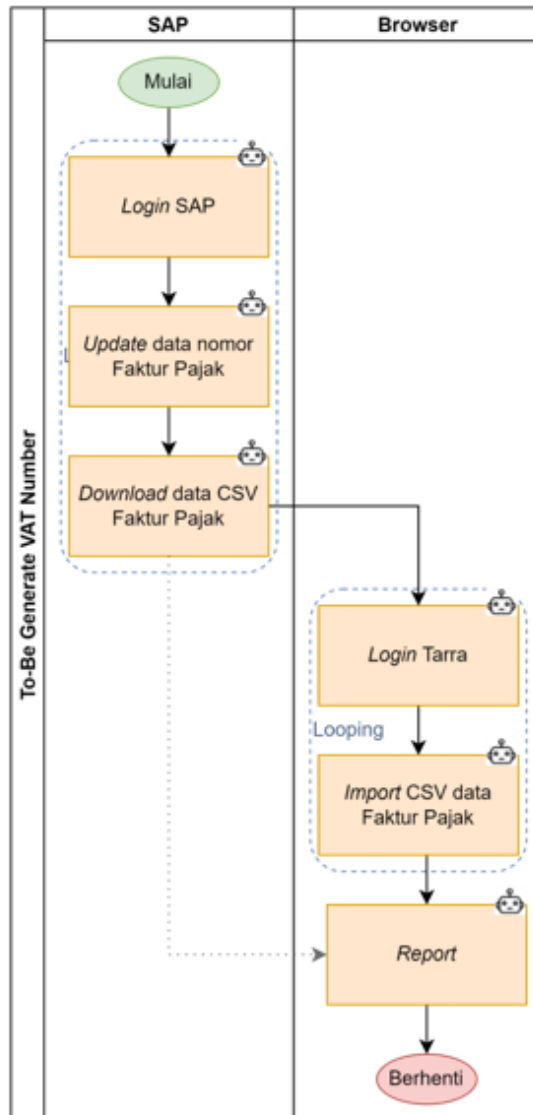 SAP
Browser
To-Be Generate VAT Number
Mulai
Login SAP
Update data nomor
Faktur Pajak
Download data CSV
Faktur Pajak
Login Tarra
Looping
Import CSV data
Faktur Pajak
Report
Berhenti